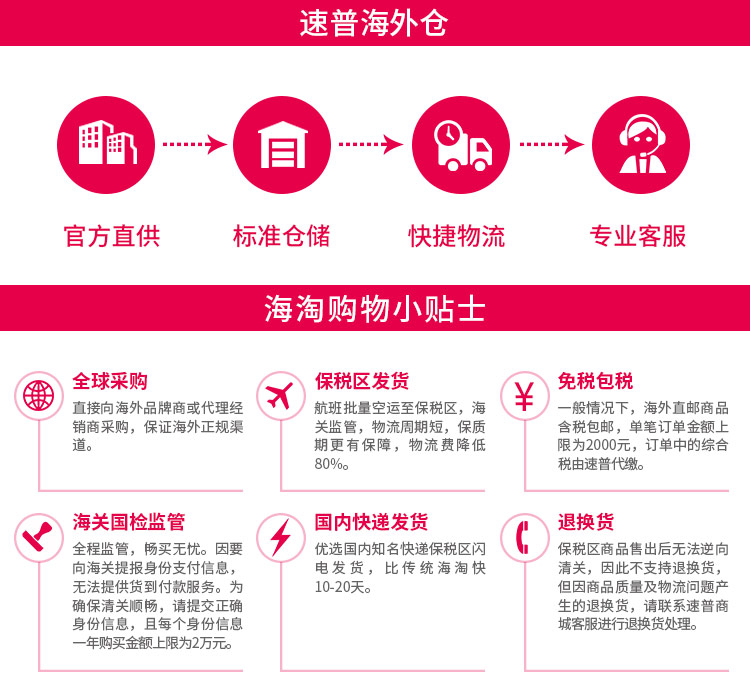 速普海外仓
官方直供
标准仓储
快捷物流
专业客服
海淘购物小贴士
全球采购
直接向海外品牌商或代理经
销商采购，保证海外正规渠
道。
保税区发货
航班批量空运至保税区，海
关监管，物流周期短，保质
期更有保障，物流费降低
80%。
免税包税
一般情况下，海外直邮商品
含税包邮，单笔订单金额上
限为2000元，订单中的综合
税由速普代缴。
海关国检监管
全程监管，畅买无忧。因要
向海关提报身份支付信息，
无法提供货到付款服务。为
确保清关顺畅，请提交正确
身份信息，且每个身份信息
一年购买金额上限为2万元。
国内快递发货
优选国内知名快递保税区闪
电发货，比传统海淘快
10-20天。
退换货
保税区商品售出后无法逆向
清关，因此不支持退换货，
但因商品质量及物流问题产
生的退换货，请联系速普商
城客服进行退换货处理。